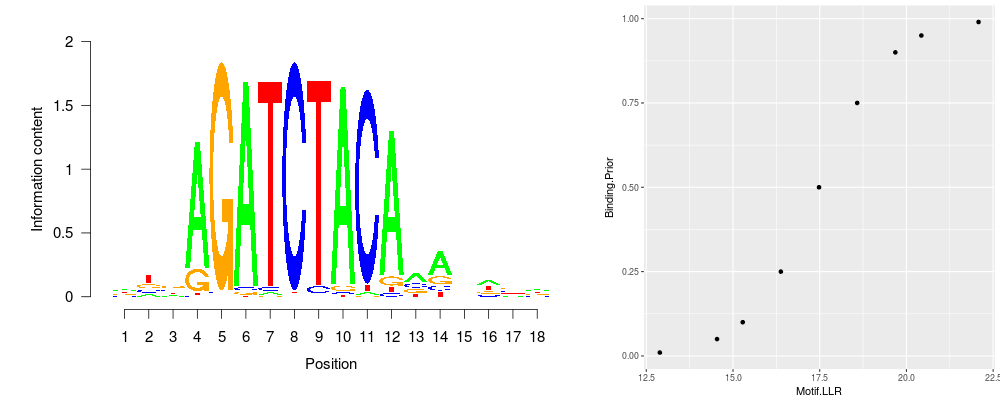 2
1.5
1
0.5
0
Information content
AGATCTACA
G
A
1 2 3 4 5 6 7 8 9 10 11 12 13 14 15 16 17 18
Position
1.00
0.75
0.50
0.25
0.00
Binding.Prior
12.5 15.0 17.5 20.0 22.5
Motif.LLR